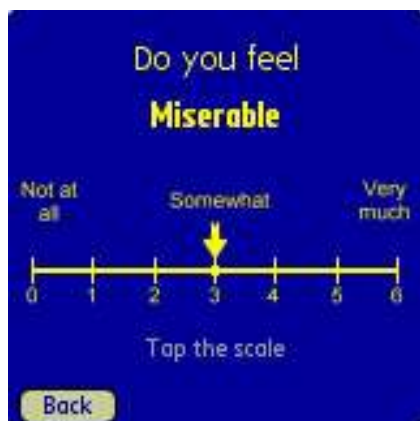 Do you feel
Miserable
Not at
all
Somewhat
Very
much
0 1 2 3 4 5 6
Tap the scale
Back